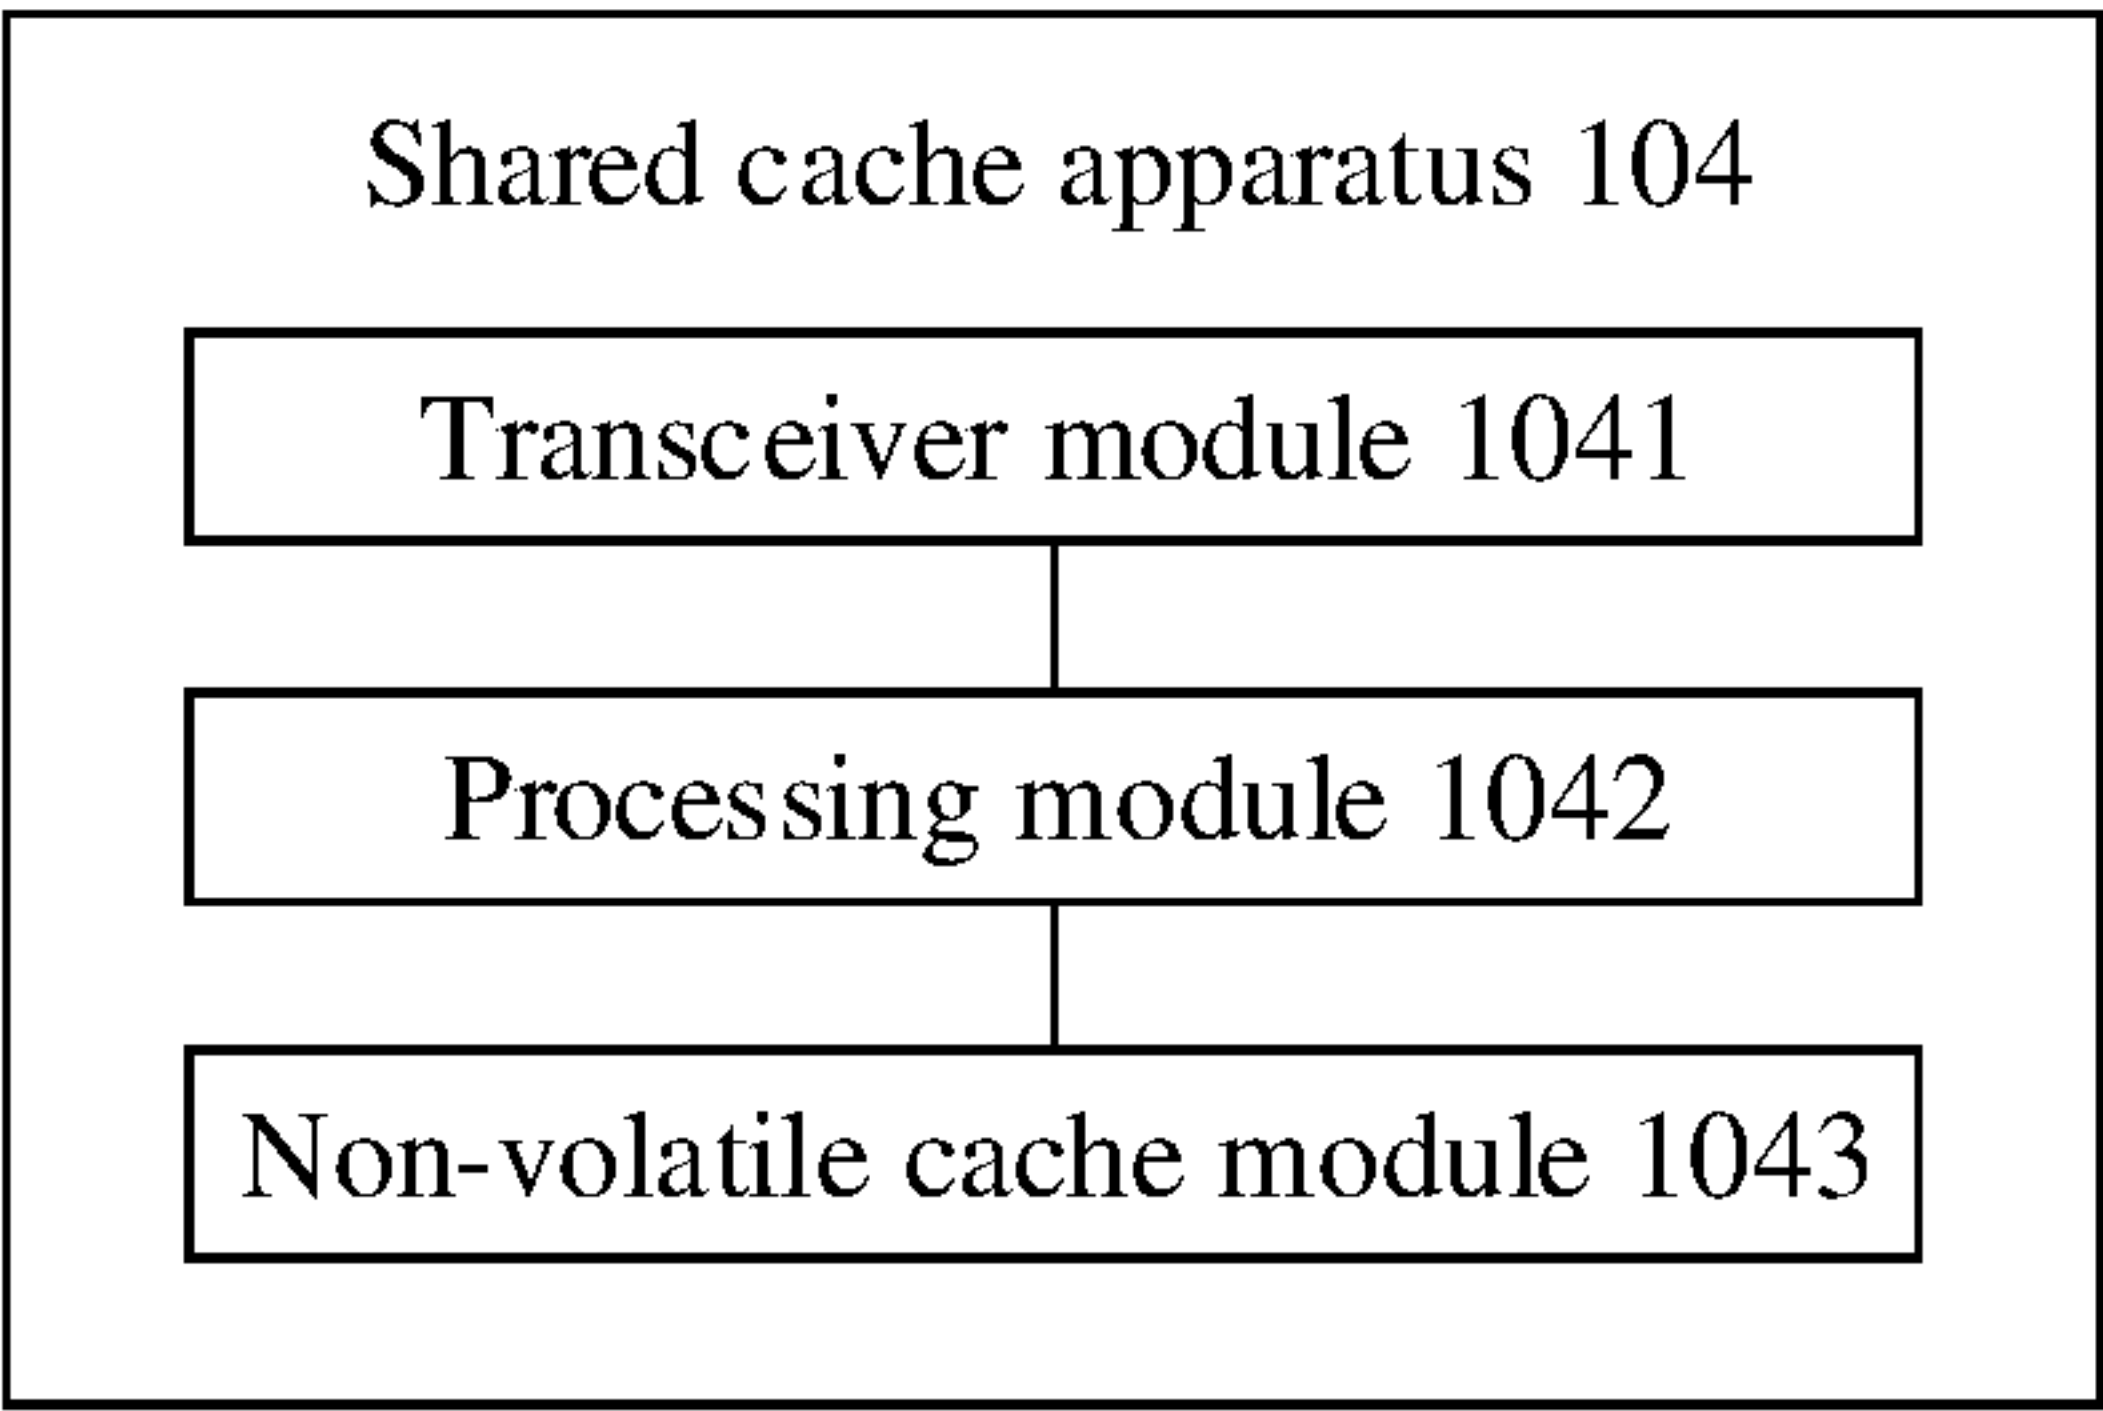 Shared cache apparatus 104
Transceiver module 1041
Processing module 1042
Non-volatile cache module 1043